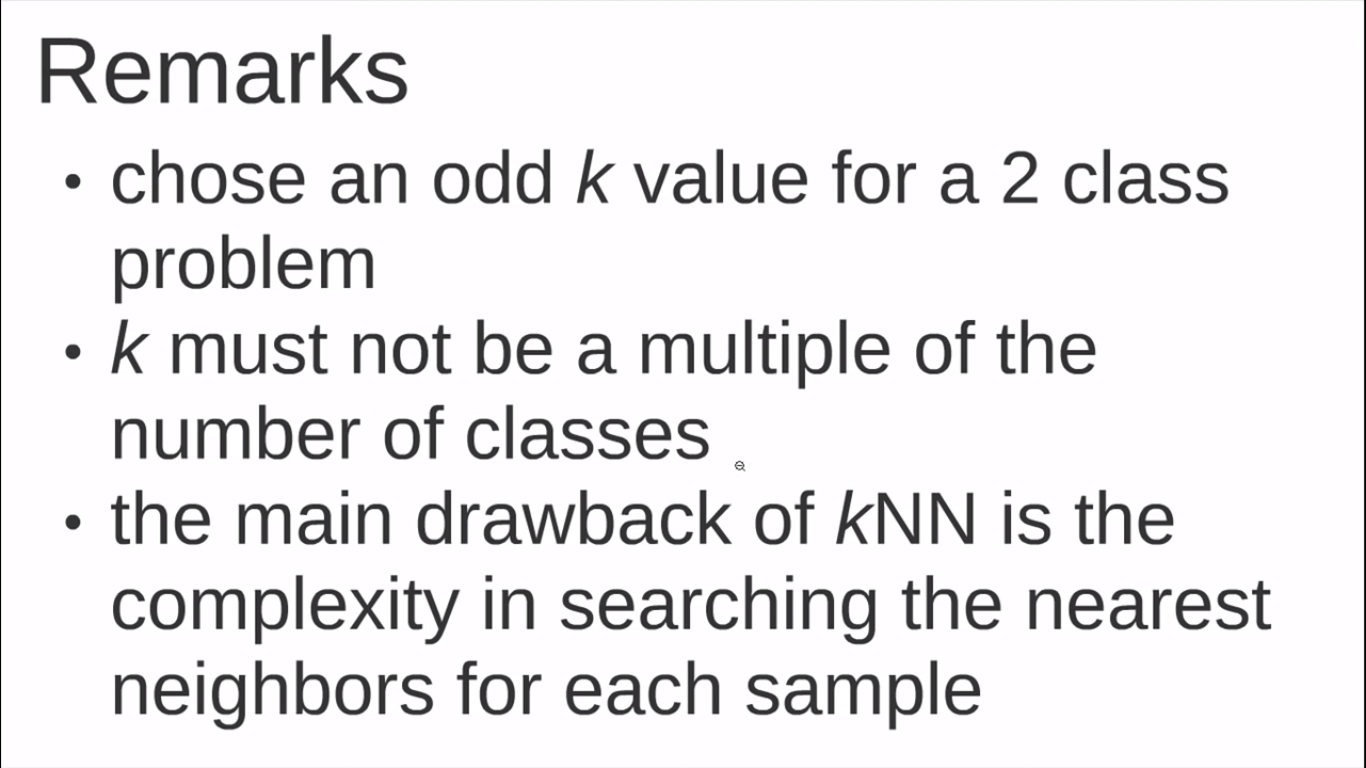 Remarks
• chose an odd k value for a 2 class
problem
• k must not be a multiple of the
number of classes
• the main drawback of kNN is the
complexity in searching the nearest
neighbors for each sample